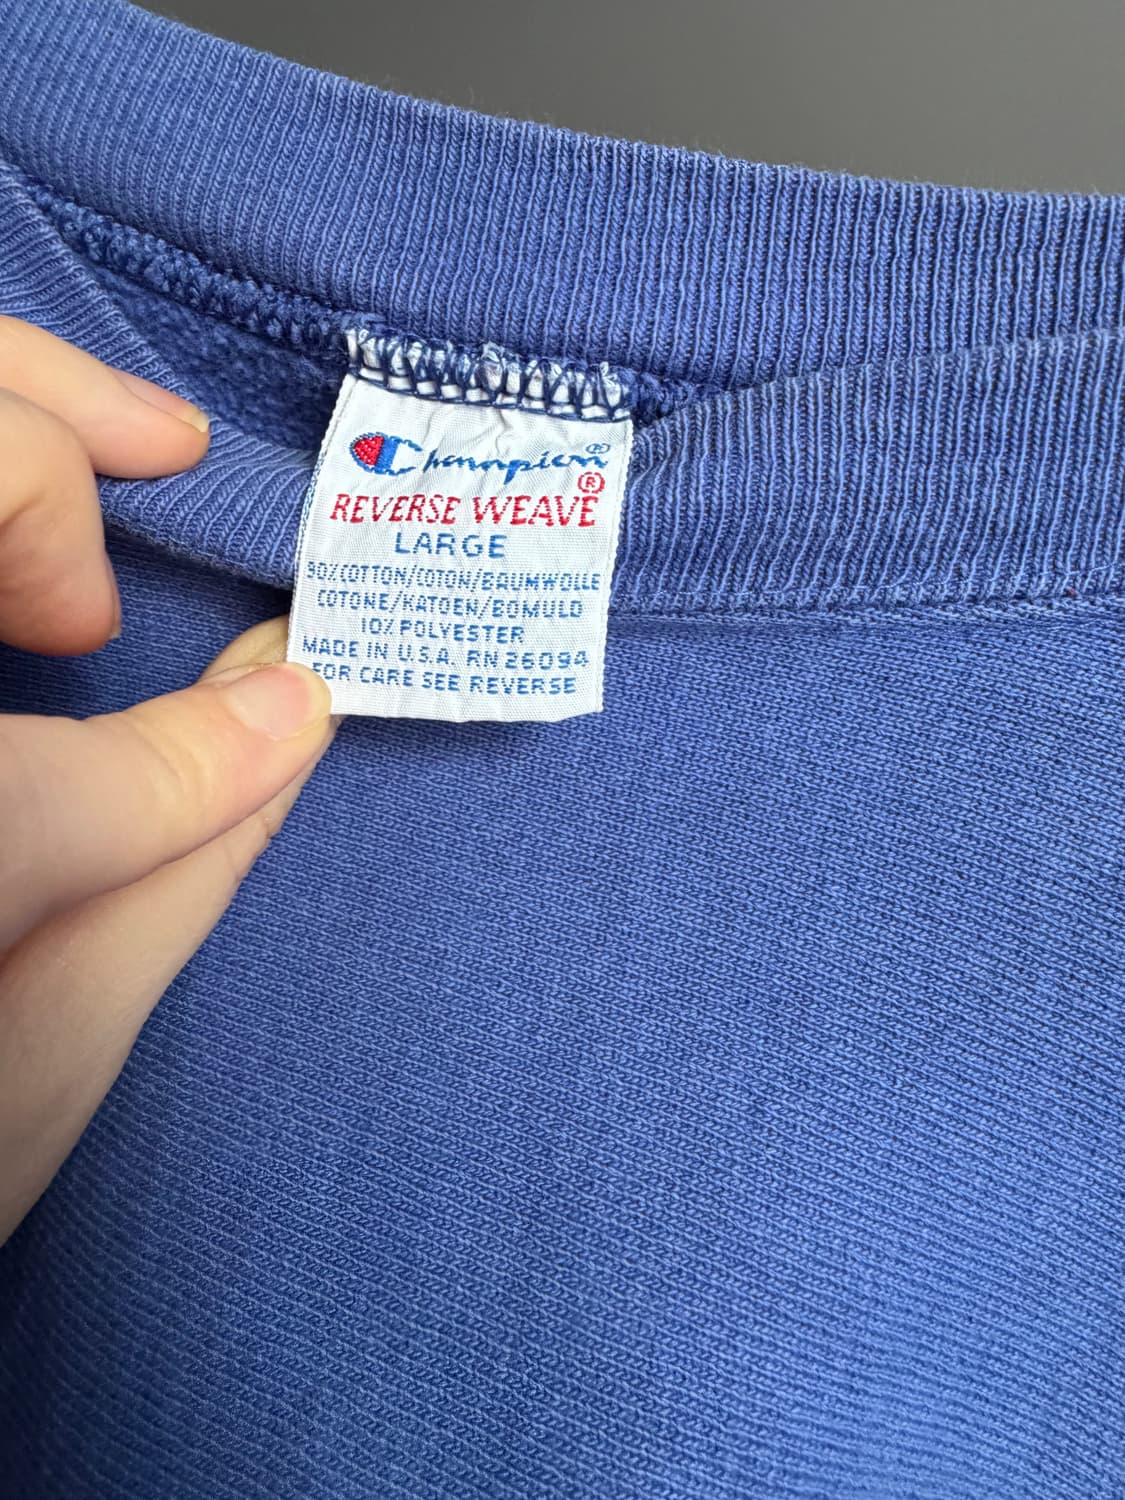 Champion®
REVERSE WEAVE®
LARGE
90%COTTON/COTON/BAUMWOLLE
COTONE/KATOEN/BOMULD
10% POLYESTER
MADE IN U.S.A. RN 26094
FOR CARE SEE REVERSE